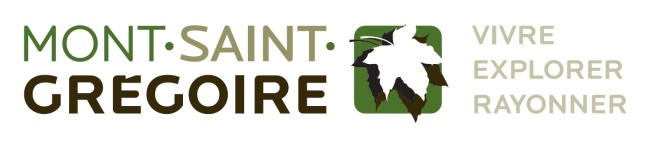 MONT•SAINT•
GRÉGOIRE
VIVRE
EXPLORER
RAYONNER